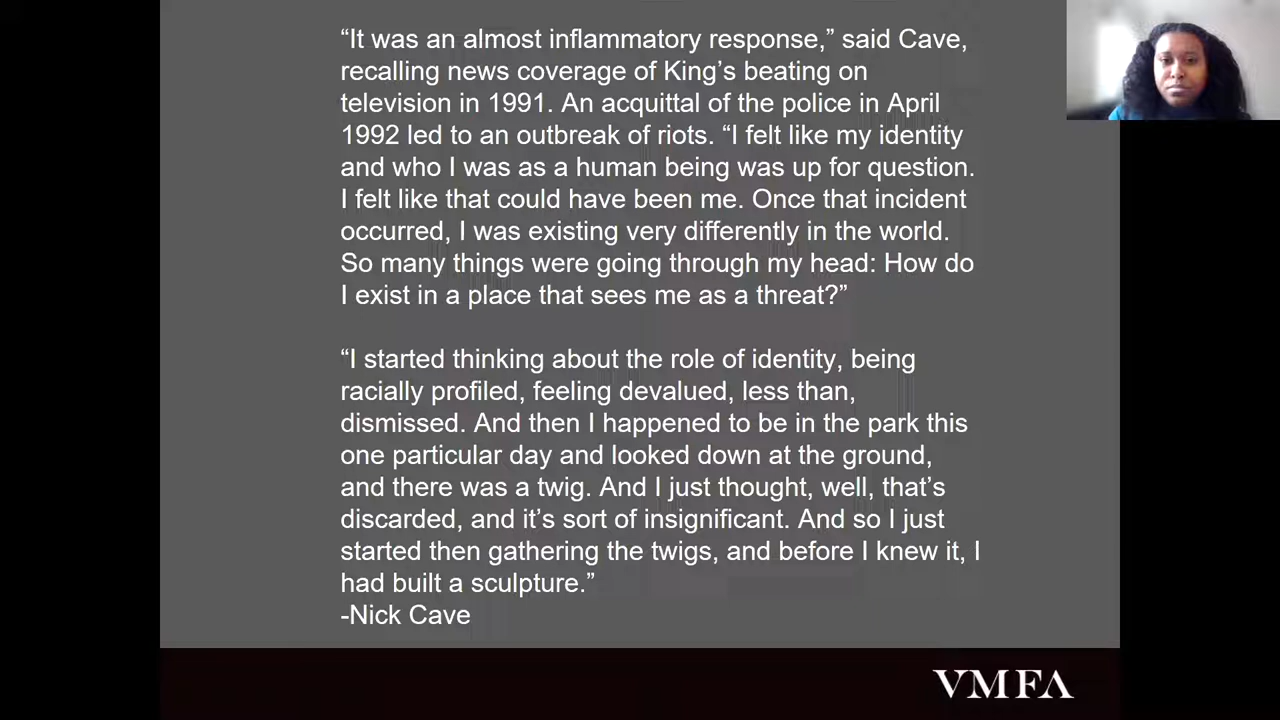 “It was an almost inflammatory response,” said Cave,
recalling news coverage of King’s beating on
television in 1991. An acquittal of the police in April
1992 led to an outbreak of riots. “I felt like my identity
and who I was as a human being was up for question.
I felt like that could have been me. Once that incident
occurred, I was existing very differently in the world.
So many things were going through my head: How do
I exist in a place that sees me as a threat?”
“I started thinking about the role of identity, being
racially profiled, feeling devalued, less than,
dismissed. And then I happened to be in the park this
one particular day and looked down at the ground,
and there was a twig. And I just thought, well, that’s
discarded, and it’s sort of insignificant. And so I just
started then gathering the twigs, and before I knew it, I
had built a sculpture.”
-Nick Cave
VMFA